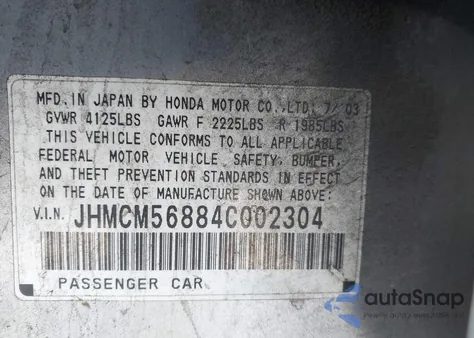 MFD. IN JAPAN BY HONDA MOTOR CO., LTD. 7/03
GVWR 4125LBS GAWR F 2225LBS R 1985LBS
THIS VEHICLE CONFORMS TO ALL APPLICABLE
FEDERAL MOTOR VEHICLE SAFETY, BUMPER,
AND THEFT PREVENTION STANDARDS IN EFFECT
ON THE DATE OF MANUFACTURE SHOWN ABOVE:
V.I.N. JHMCM56884C002304
PASSENGER CAR
autoSnap